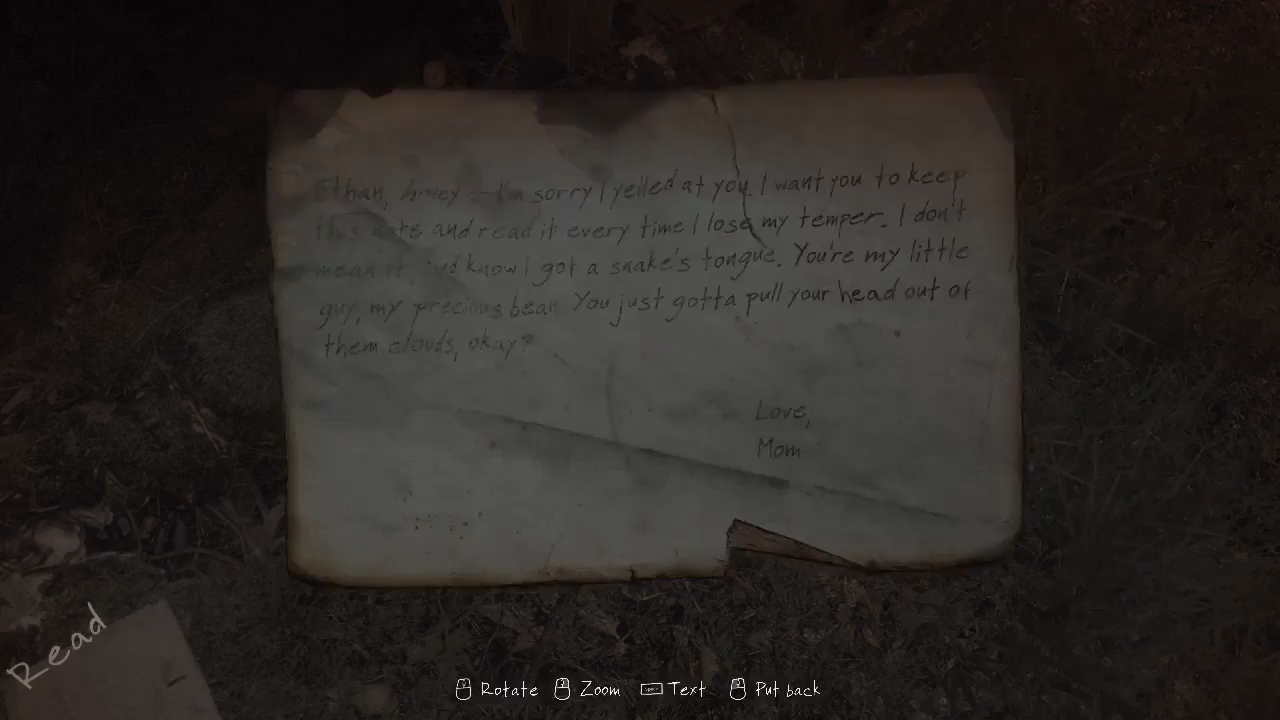 Ethan, honey – I'm sorry I yelled at you. I want you to keep
this note and read it every time I lose my temper. I don't
mean it. know I got a snake's tongue. You're my little
guy, my precious bean. You just gotta pull your head out of
them clouds, okay?
Love,
Mom
Read
Rotate Zoom Text Put back